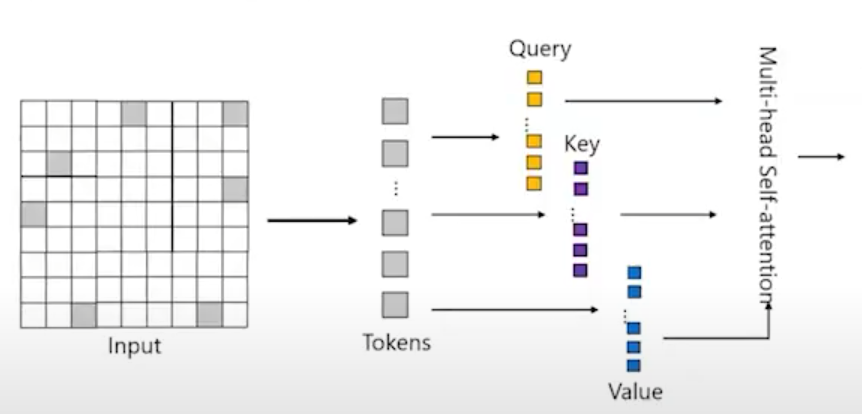 Query
Key
Multi-head Self-attention
Input
Tokens
Value